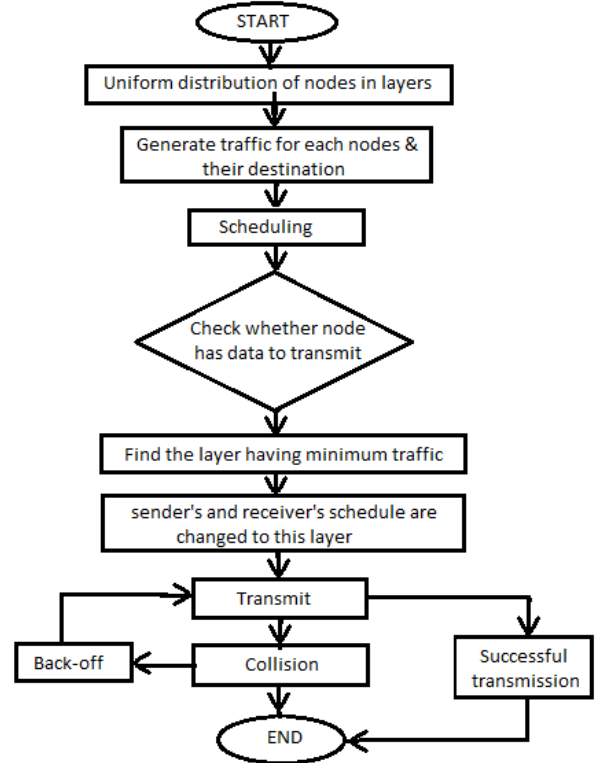 START
Uniform distribution of nodes in layers
Generate traffic for each nodes &
their destination
Scheduling
Check whether node
has data to transmit
Find the layer having minimum traffic
sender's and receiver's schedule are
changed to this layer
Transmit
Back-off
Collision
Successful
transmission
END